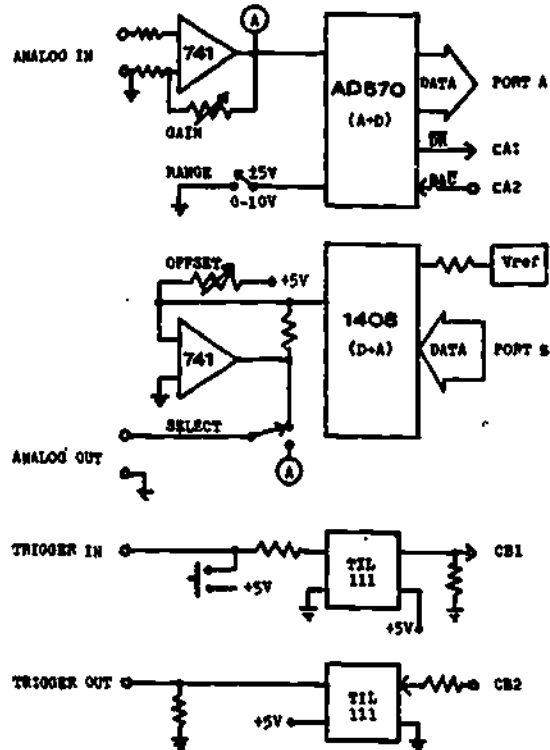 A
ANALOG IN
741
GAIN
AD570
(A→D)
DATA
PORT A
DR
CA1
CA2
RANGE
±5V
0-10V
OFFSET
+5V
741
1408
(D→A)
Vref
DATA
PORT B
SELECT
ANALOG OUT
A
TRIGGER IN
+5V
TIL
111
CB1
+5V
TRIGGER OUT
TIL
111
CB2
+5V